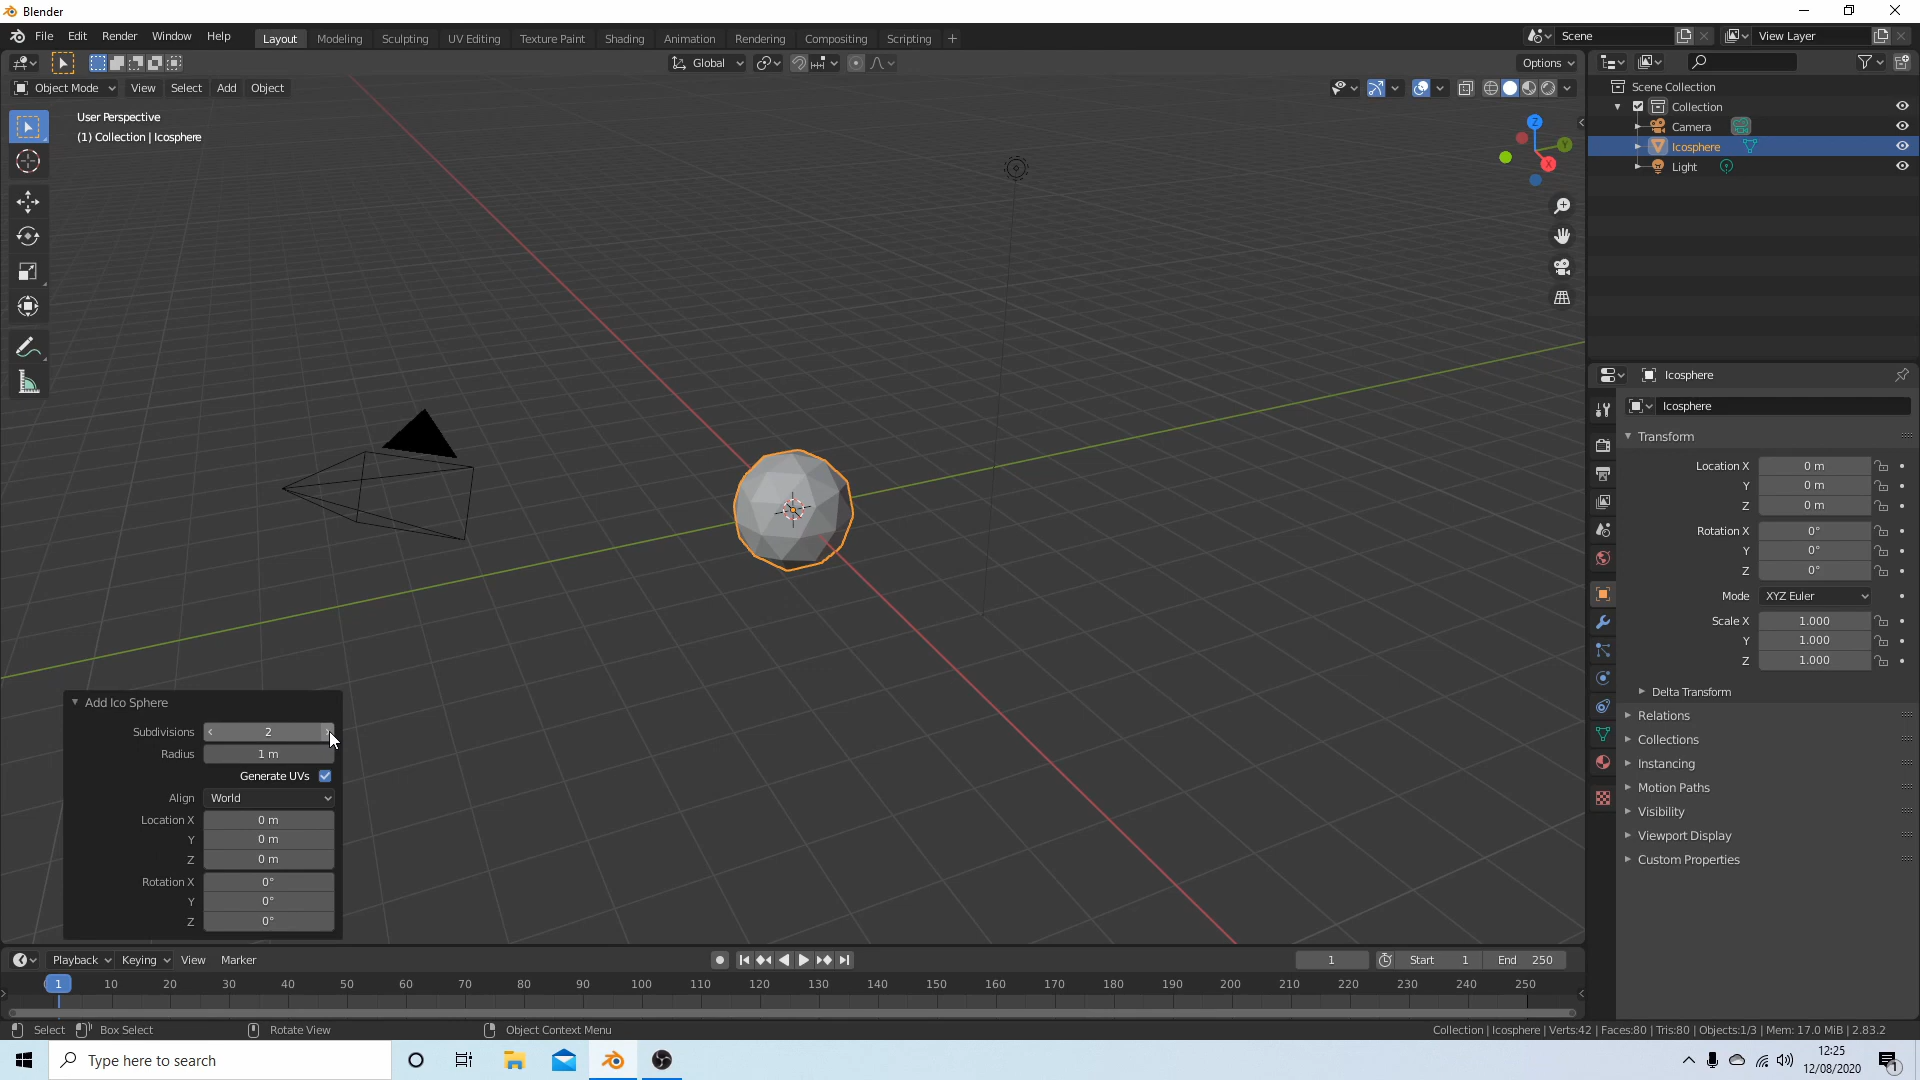 Blender
File Edit Render Window Help
Layout Modeling Sculpting UV Editing Texture Paint Shading Animation Rendering Compositing Scripting +
Scene
View Layer
Global
Options
Object Mode View Select Add Object
User Perspective
(1) Collection | Icosphere
Z
Y
X
Scene Collection
Collection
Camera
Icosphere
Light
Icosphere
Icosphere
Transform
Location X 0 m
Y 0 m
Z 0 m
Rotation X 0°
Y 0°
Z 0°
Mode XYZ Euler
Scale X 1.000
Y 1.000
Z 1.000
Delta Transform
Relations
Collections
Instancing
Motion Paths
Visibility
Viewport Display
Custom Properties
Add Ico Sphere
Subdivisions 2
Radius 1 m
Generate UVs
Align World
Location X 0 m
Y 0 m
Z 0 m
Rotation X 0°
Y 0°
Z 0°
Playback Keying View Marker
1 Start 1 End 250
1 10 20 30 40 50 60 70 80 90 100 110 120 130 140 150 160 170 180 190 200 210 220 230 240 250
Select Box Select Rotate View Object Context Menu
Collection | Icosphere | Verts:42 | Faces:80 | Tris:80 | Objects:1/3 | Mem: 17.0 MiB | 2.83.2
Type here to search
12:25
12/08/2020
1